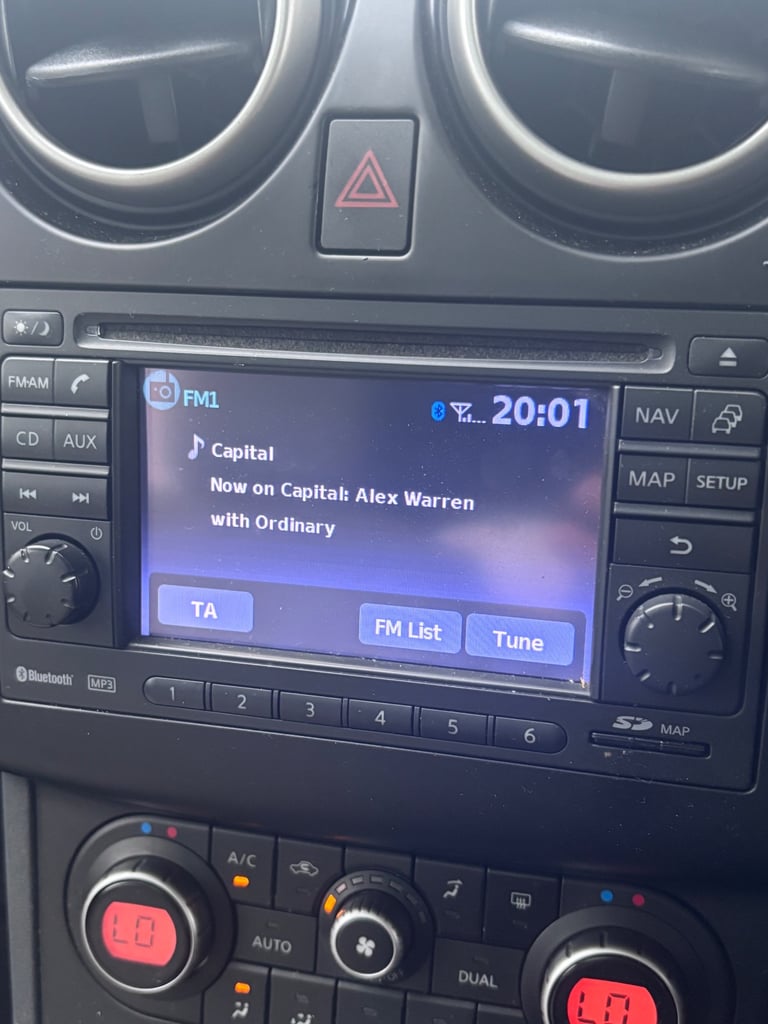 FM·AM
FM1
20:01
NAV
CD
AUX
Capital
MAP
SETUP
Now on Capital: Alex Warren
with Ordinary
VOL
TA
FM List
Tune
Bluetooth
MP3
1
2
3
4
5
6
SD
MAP
A/C
LO
AUTO
OFF
DUAL
LO